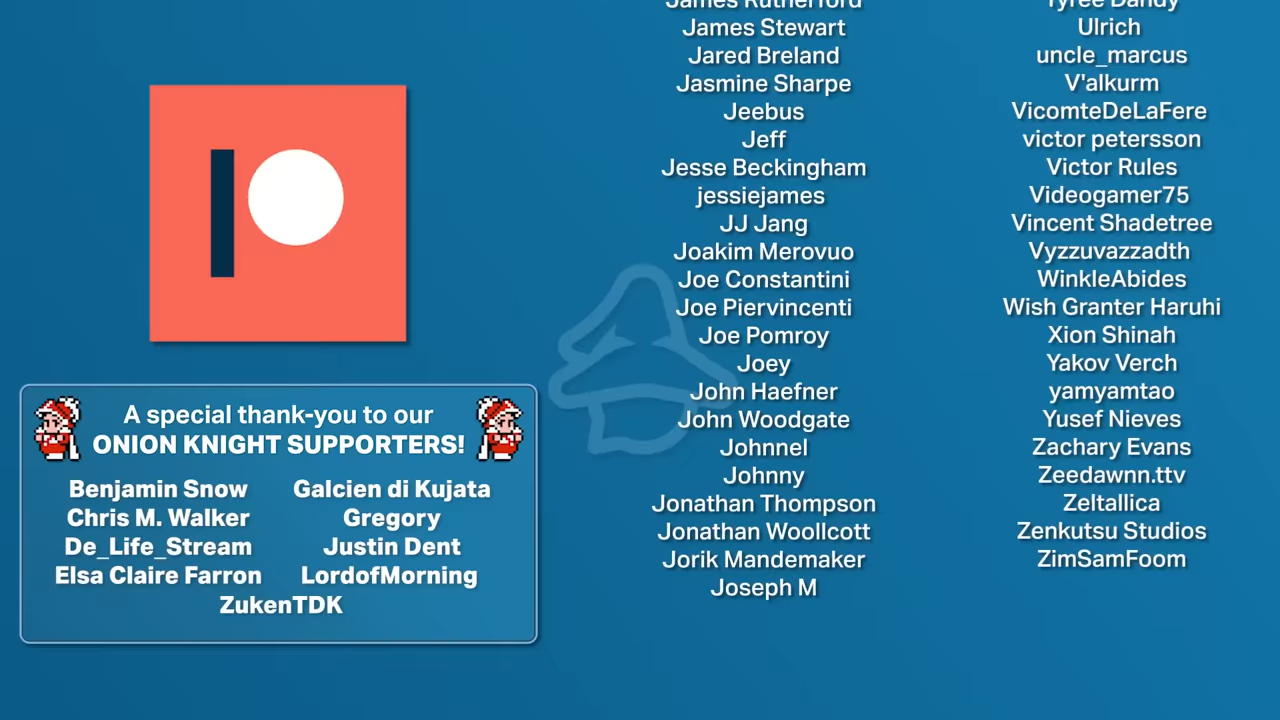 A special thank-you to our
ONION KNIGHT SUPPORTERS!
Benjamin Snow
Chris M. Walker
De_Life_Stream
Elsa Claire Farron
Galcien di Kujata
Gregory
Justin Dent
LordofMorning
ZukenTDK
James Rutherford
James Stewart
Jared Breland
Jasmine Sharpe
Jeebus
Jeff
Jesse Beckingham
jessiejames
JJ Jang
Joakim Merovuo
Joe Constantini
Joe Piervincenti
Joe Pomroy
Joey
John Haefner
John Woodgate
Johnnel
Johnny
Jonathan Thompson
Jonathan Woollcott
Jorik Mandemaker
Joseph M
Tyree Dandy
Ulrich
uncle_marcus
V'alkurm
VicomteDeLaFere
victor petersson
Victor Rules
Videogamer75
Vincent Shadetree
Vyzzuvazzadth
WinkleAbides
Wish Granter Haruhi
Xion Shinah
Yakov Verch
yamyamtao
Yusef Nieves
Zachary Evans
Zeedawnn.ttv
Zeltallica
Zenkutsu Studios
ZimSamFoom